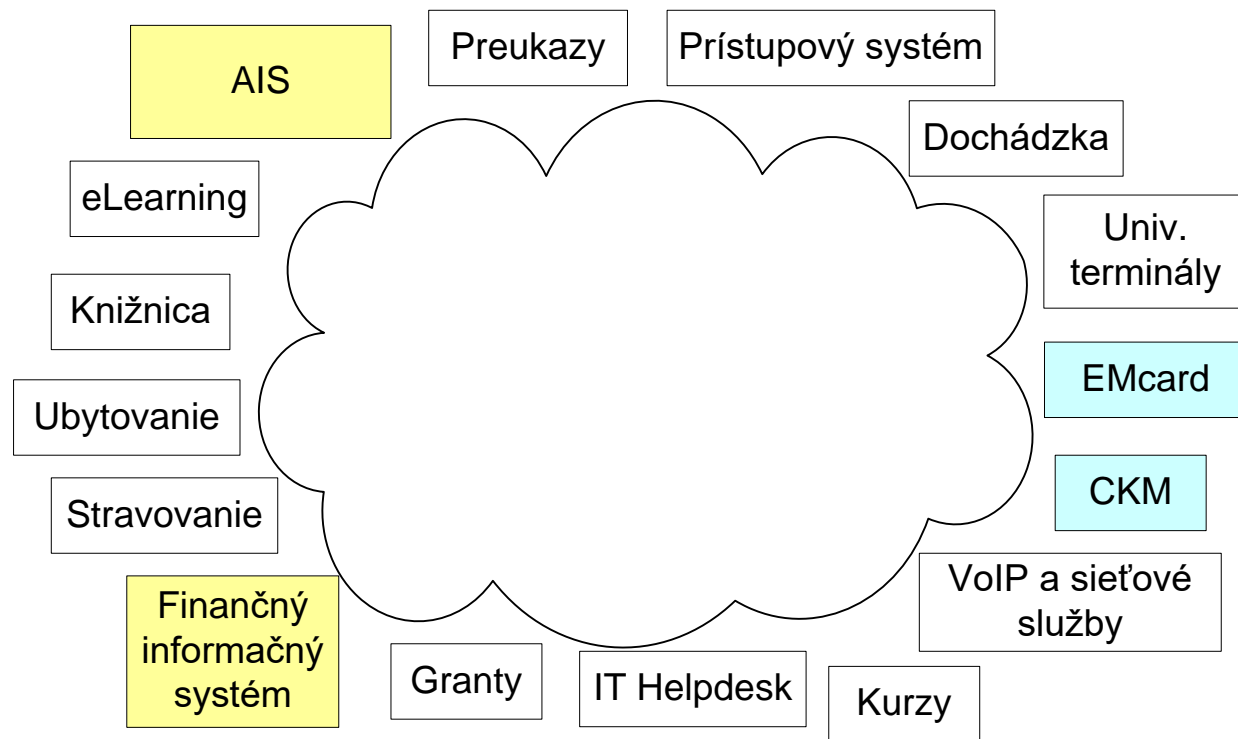 Preukazy
Prístupový systém
AIS
Dochádzka
eLearning
Univ.
terminály
Knižnica
EMcard
Ubytovanie
CKM
Stravovanie
VoIP a sieťové
služby
Finančný
informačný
systém
Granty
IT Helpdesk
Kurzy